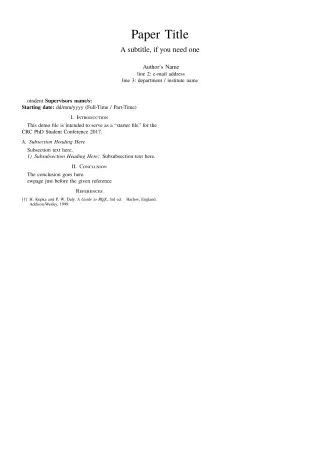 Paper Title
A subtitle, if you need one
Author's Name
line 2: e-mail address
line 3: department / institute name
otudent Supervisors name/s:
Starting date: dd/mm/yyyy (Full-Time / Part-Time)
I. Introduction
This demo file is intended to serve as a "starter file" for the
CRC PhD Student Conference 2017.
A. Subsection Heading Here
Subsection text here.
1) Subsubsection Heading Here: Subsubsection text here.
II. Conclusion
The conclusion goes here.
ewpage just before the given reference
References
[1] H. Kopka and P. W. Daly, A Guide to LATEX, 3rd ed. Harlow, England:
Addison-Wesley, 1999.